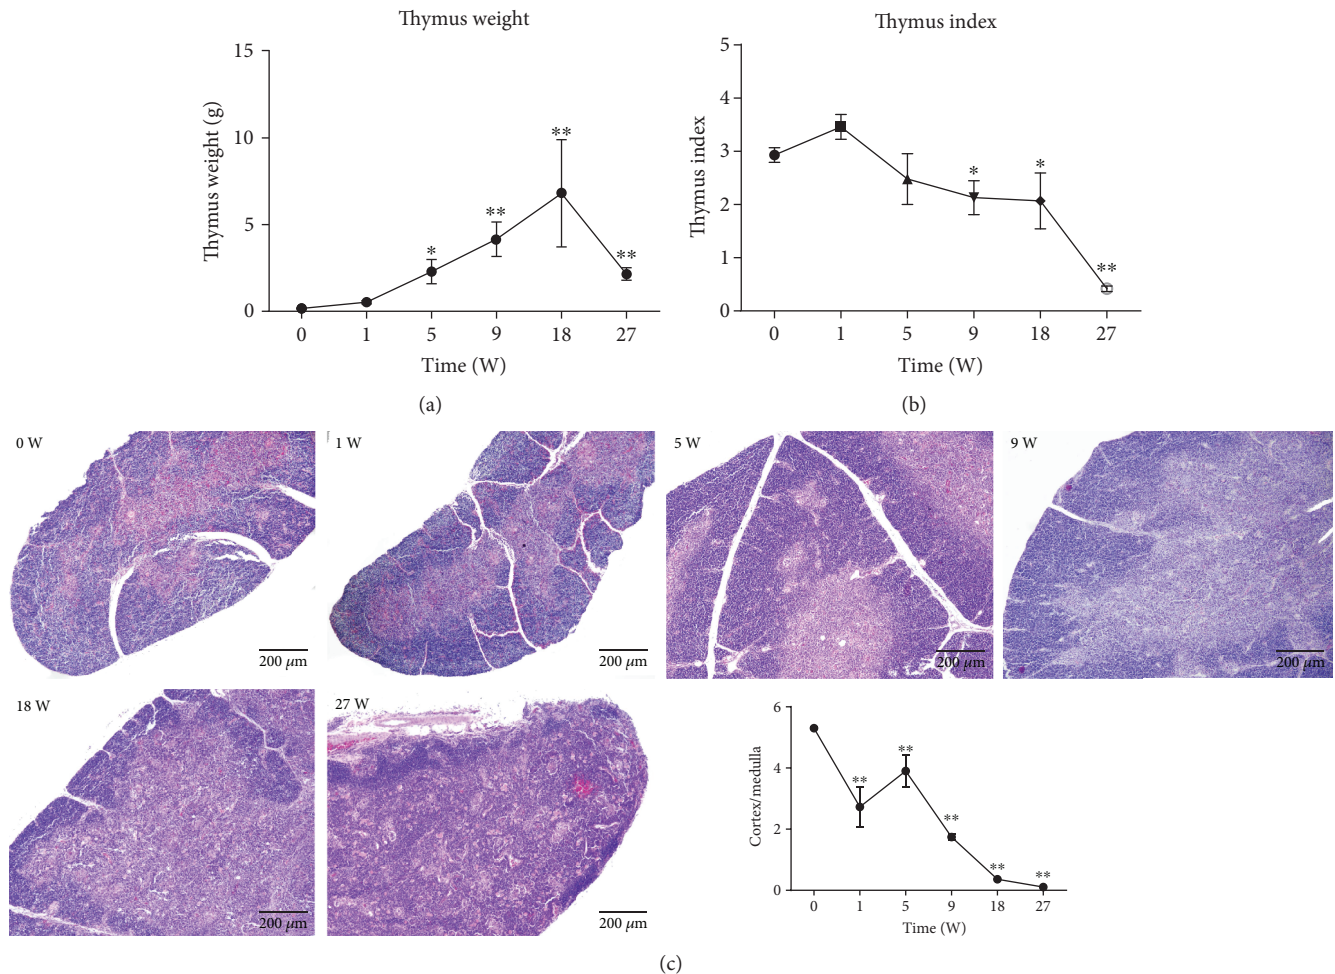 Thymus weight
15
10
5
0
Thymus weight (g)
*
**
**
**
0 1 5 9 18 27
Time (W)
(a)
Thymus index
5
4
3
2
1
0
Thymus index
*
*
**
0 1 5 9 18 27
Time (W)
(b)
0 W
200 μm
1 W
200 μm
5 W
200 μm
9 W
200 μm
18 W
200 μm
27 W
200 μm
6
4
2
0
Cortex/medulla
**
**
**
**
**
0 1 5 9 18 27
Time (W)
(c)